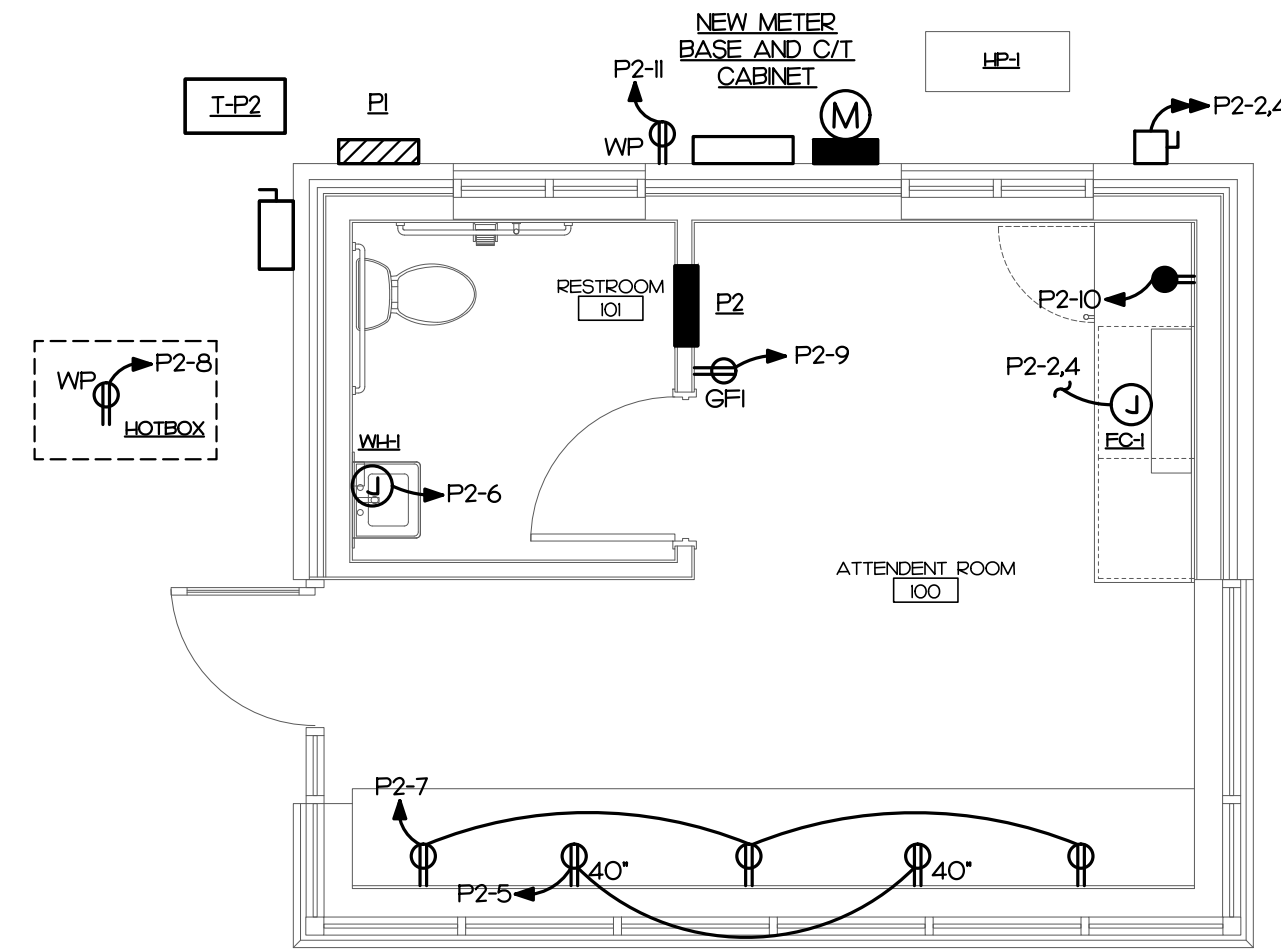 NEW METER
BASE AND C/T
CABINET
HP-1
P2-11
T-P2
P1
M
P2-2,4
WP
RESTROOM
101
P2
P2-10
P2-9
P2-8
WP
P2-2,4
GFI
J
HOTBOX
FC-1
WH-1
J
P2-6
ATTENDENT ROOM
100
P2-7
40"
40"
P2-5